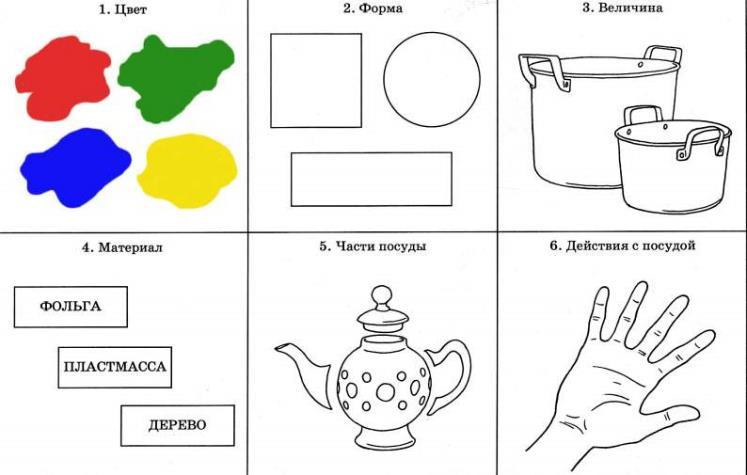 1. Цвет
2. Форма
3. Величина
4. Материал
ФОЛЬГА
ПЛАСТМАССА
ДЕРЕВО
5. Части посуды
6. Действия с посудой